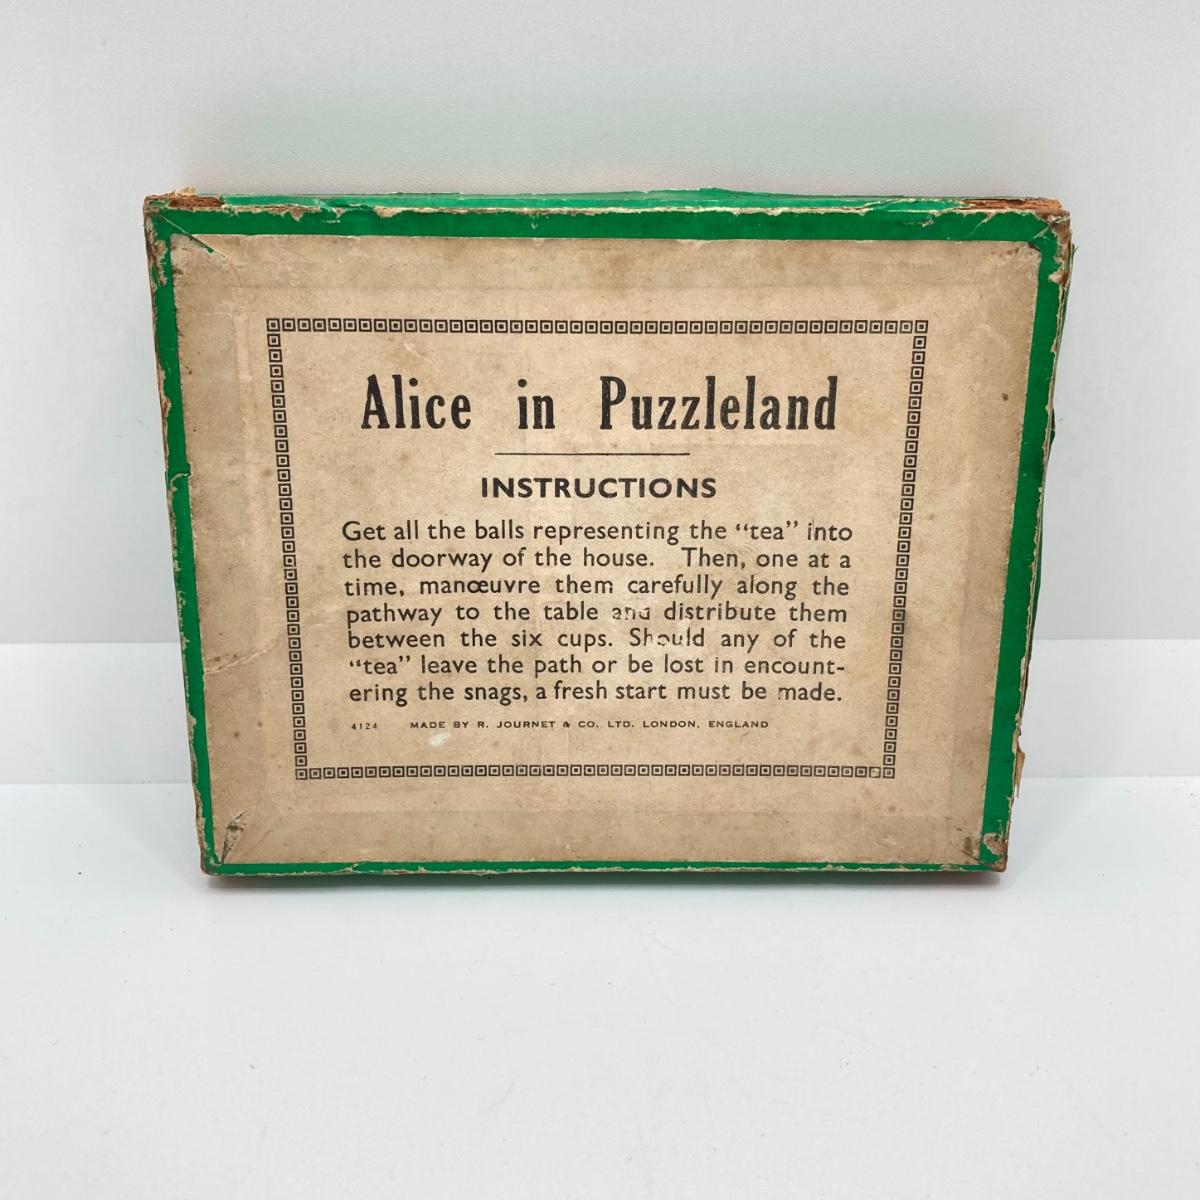 Alice in Puzzleland
INSTRUCTIONS
Get all the balls representing the “tea” into
the doorway of the house. Then, one at a
time, manœuvre them carefully along the
pathway to the table and distribute them
between the six cups. Should any of the
“tea” leave the path or be lost in encount-
ering the snags, a fresh start must be made.
4124 MADE BY R. JOURNET & CO. LTD. LONDON, ENGLAND